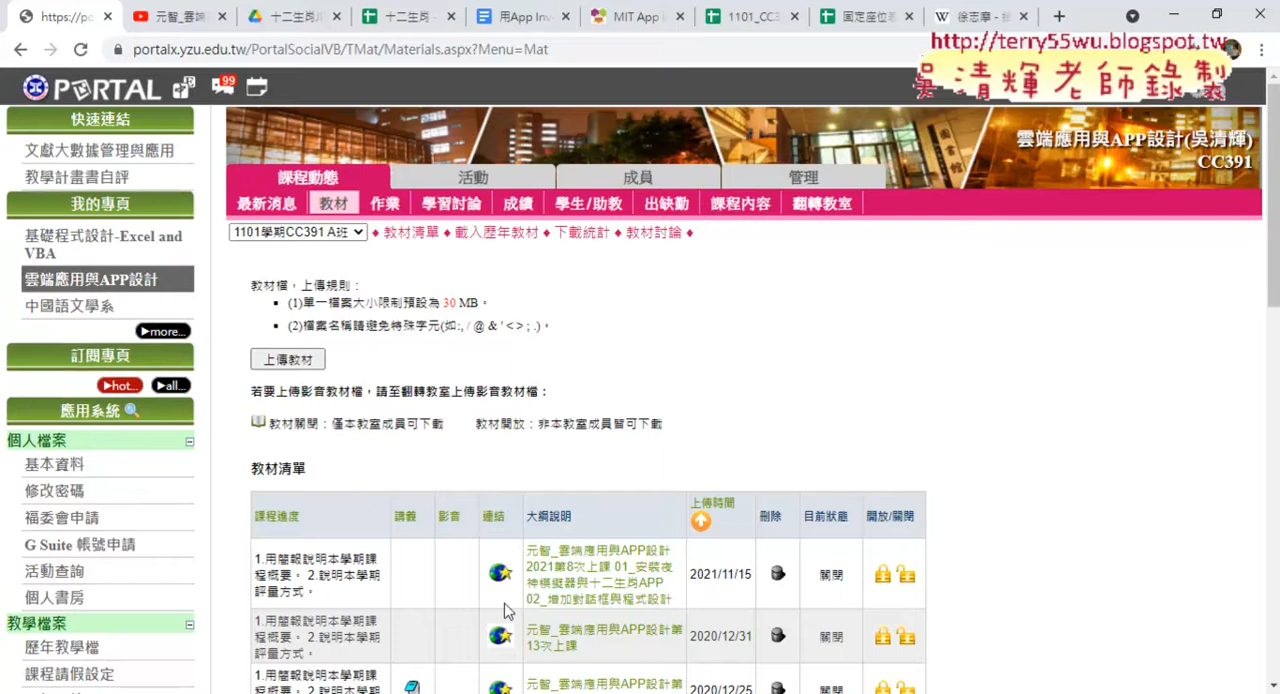 https://pc
元智_雲端
十二生肖JF
十二生肖 -
用App Inv
MIT App I
1101_CC3
固定座位表
徐志摩 -
portalx.yzu.edu.tw/PortalSocialVB/TMat/Materials.aspx?Menu=Mat
http://terry55wu.blogspot.tw
吳清輝老師錄製
PORTAL
99
快速連結
文獻大數據管理與應用
教學計畫書自評
我的專頁
基礎程式設計-Excel and
VBA
雲端應用與APP設計
中國語文學系
▶more...
訂閱專頁
▶hot... ▶all...
應用系統
個人檔案
基本資料
修改密碼
福委會申請
G Suite 帳號申請
活動查詢
個人書房
教學檔案
歷年教學檔
課程請假設定
雲端應用與APP設計(吳清輝)
CC391
課程動態 活動 成員 管理
最新消息 教材 作業 學習討論 成績 學生/助教 出缺勤 課程內容 翻轉教室
1101學期CC391 A班 ♦ 教材清單 ♦ 載入歷年教材 ♦ 下載統計 ♦ 教材討論 ♦
教材檔，上傳規則：
(1)單一檔案大小限制預設為 30 MB。
(2)檔案名稱請避免特殊字元(如:, / @ & ' < > ; .)。
上傳教材
若要上傳影音教材檔，請至翻轉教室上傳影音教材檔：
教材關閉：僅本教室成員可下載 教材開放：非本教室成員皆可下載
教材清單
課程進度 講義 影音 連結 大綱說明 上傳時間 刪除 目前狀態 開放/關閉
1.用簡報說明本學期課
程概要。 2.說明本學期
評量方式。
元智_雲端應用與APP設計
2021第8次上課 01_安裝夜
神模擬器與十二生肖APP
02_增加對話框與程式設計
2021/11/15 關閉
1.用簡報說明本學期課
程概要。 2.說明本學期
評量方式。
元智_雲端應用與APP設計第
13次上課
2020/12/31 關閉
1.用簡報說明本學期課
程概要。 2.說明本學期
元智_雲端應用與APP設計第
2020/12/25 關閉